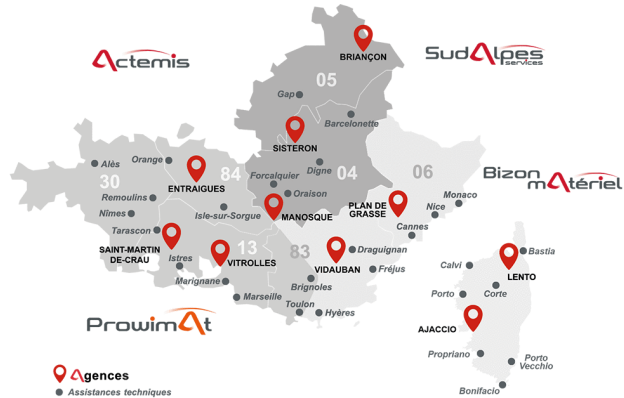 Actemis
SudAlpes
services
BRIANÇON
05
Gap
Barcelonette
SISTERON
Alès
Orange
30
84
ENTRAIGUES
Digne
04
06
Forcalquier
Oraison
Bizon
matériel
Remoulins
Nîmes
Isle-sur-Sorgue
MANOSQUE
PLAN DE
GRASSE
Monaco
Nice
Cannes
Tarascon
SAINT-MARTIN
DE-CRAU
Istres
13
VITROLLES
83
VIDAUBAN
Draguignan
Fréjus
Marignane
Marseille
Brignoles
Toulon
Hyères
Bastia
Calvi
LENTO
Porto
Corte
AJACCIO
Propriano
Porto
Vecchio
Bonifacio
ProwimAt
Agences
Assistances techniques